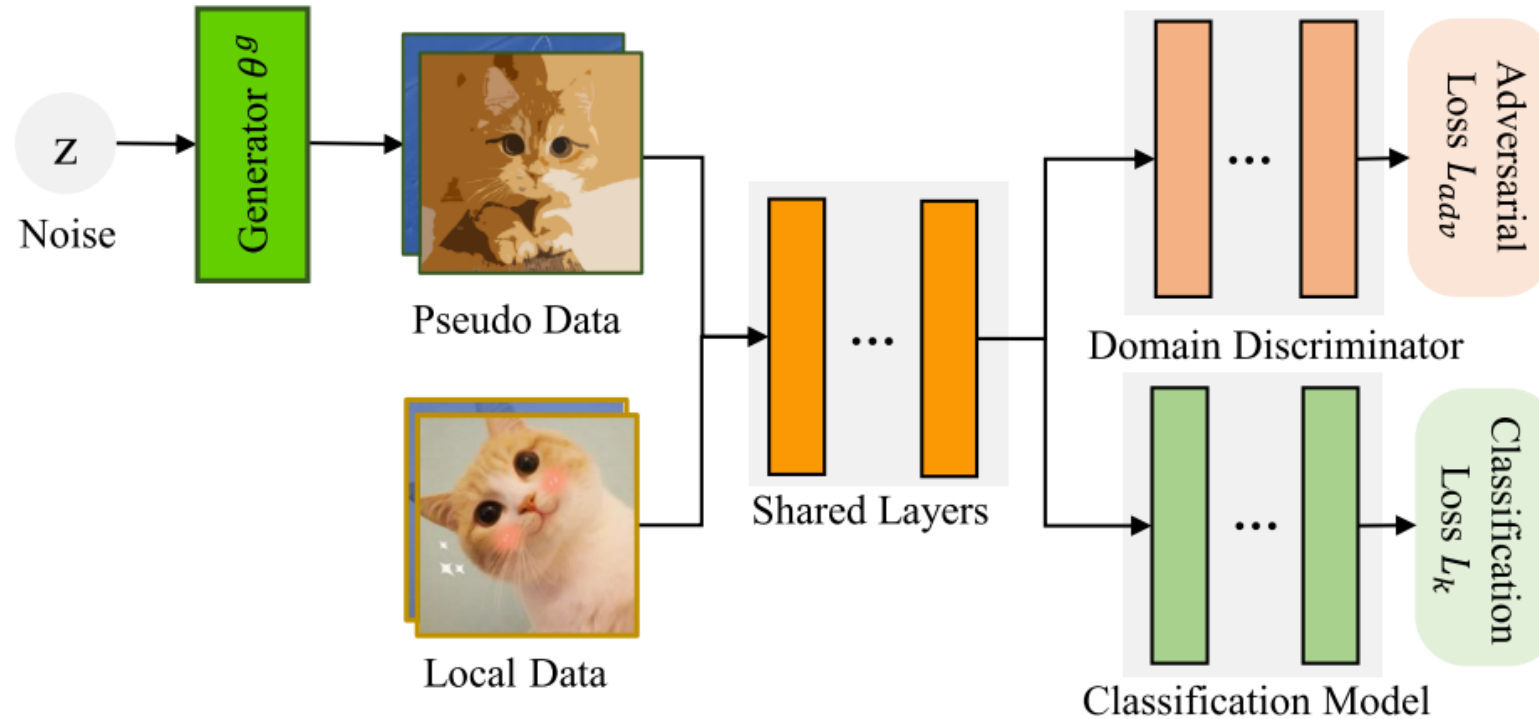 z
Noise
Generator θ^g
Pseudo Data
Local Data
...
Shared Layers
...
Domain Discriminator
Adversarial
Loss L_adv
...
Classification Model
Classification
Loss L_k